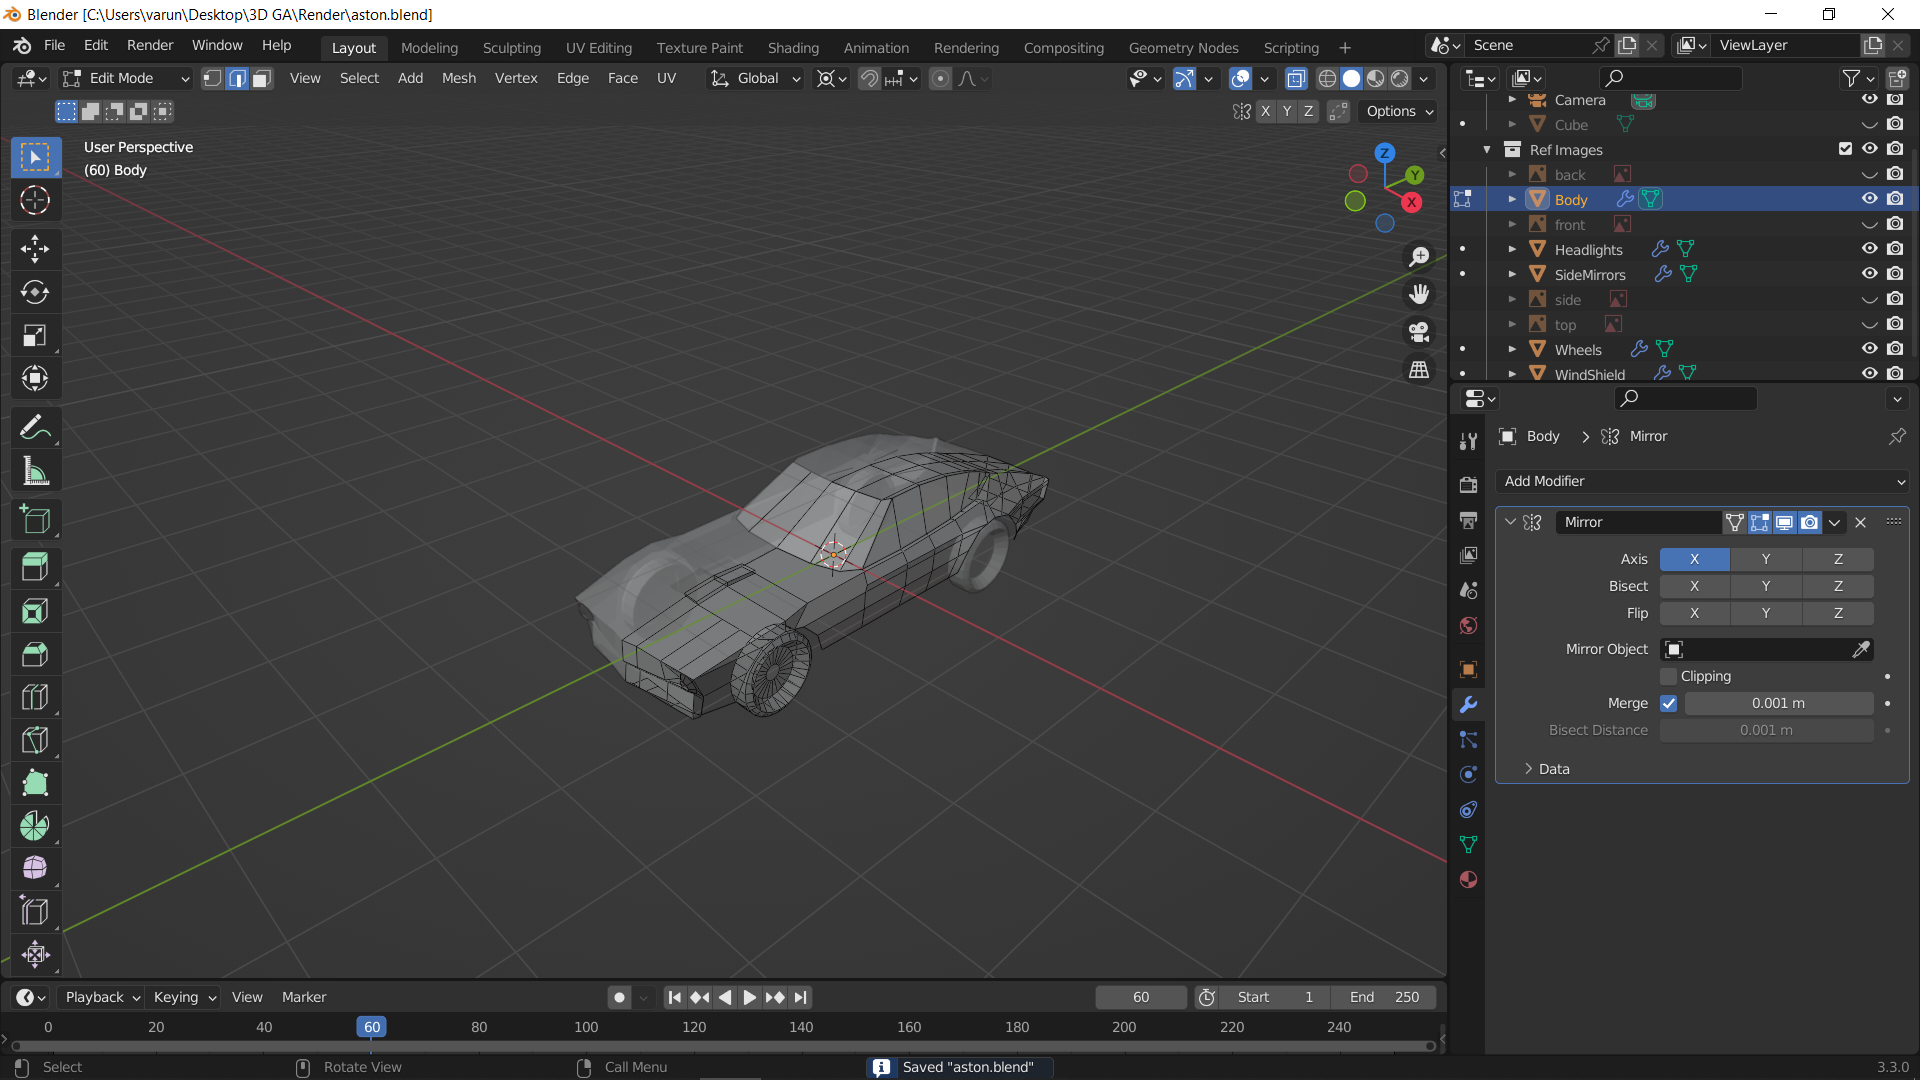 Blender [C:\Users\varun\Desktop\3D GA\Render\aston.blend]
File Edit Render Window Help
Layout Modeling Sculpting UV Editing Texture Paint Shading Animation Rendering Compositing Geometry Nodes Scripting +
Scene
ViewLayer
Edit Mode
View Select Add Mesh Vertex Edge Face UV
Global
X Y Z
Options
User Perspective
(60) Body
Z
Y
X
Camera
Cube
Ref Images
back
Body
front
Headlights
SideMirrors
side
top
Wheels
WindShield
Body > Mirror
Add Modifier
Mirror
Axis X Y Z
Bisect X Y Z
Flip X Y Z
Mirror Object
Clipping
Merge 0.001 m
Bisect Distance 0.001 m
Data
Playback Keying View Marker
60
Start 1
End 250
0 20 40 60 80 100 120 140 160 180 200 220 240
Select
Rotate View
Call Menu
Saved "aston.blend"
3.3.0